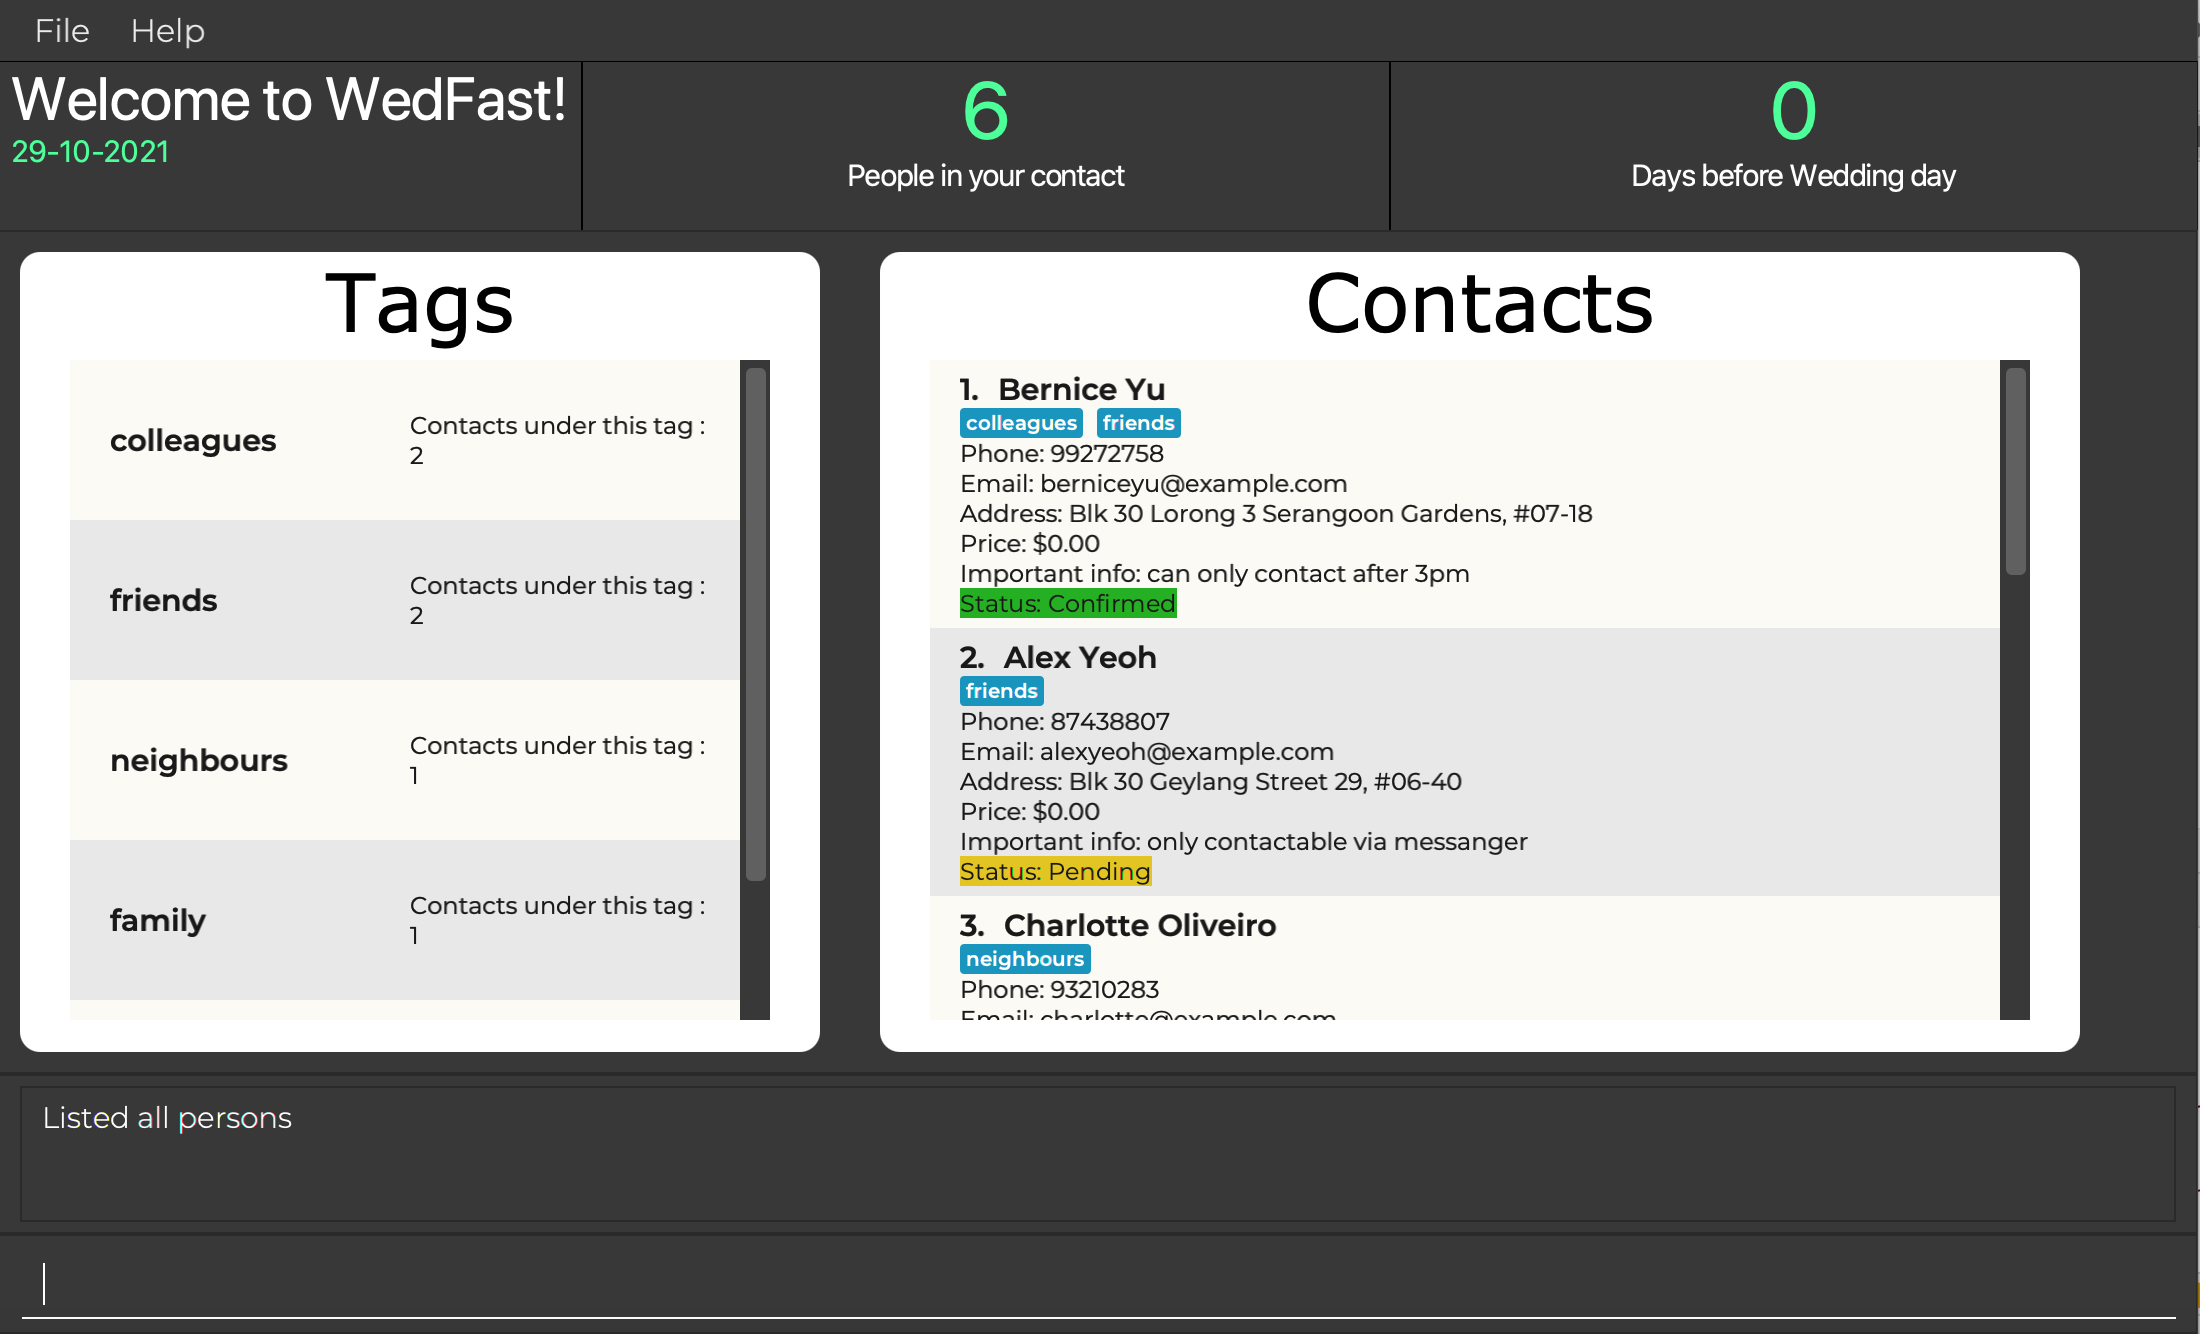 File Help
Welcome to WedFast!
29-10-2021
6
People in your contact
0
Days before Wedding day
Tags
colleagues
Contacts under this tag :
2
friends
Contacts under this tag :
2
neighbours
Contacts under this tag :
1
family
Contacts under this tag :
1
Contacts
1. Bernice Yu
colleagues friends
Phone: 99272758
Email: berniceyu@example.com
Address: Blk 30 Lorong 3 Serangoon Gardens, #07-18
Price: $0.00
Important info: can only contact after 3pm
Status: Confirmed
2. Alex Yeoh
friends
Phone: 87438807
Email: alexyeoh@example.com
Address: Blk 30 Geylang Street 29, #06-40
Price: $0.00
Important info: only contactable via messanger
Status: Pending
3. Charlotte Oliveiro
neighbours
Phone: 93210283
Email: charlotte@example.com
Listed all persons